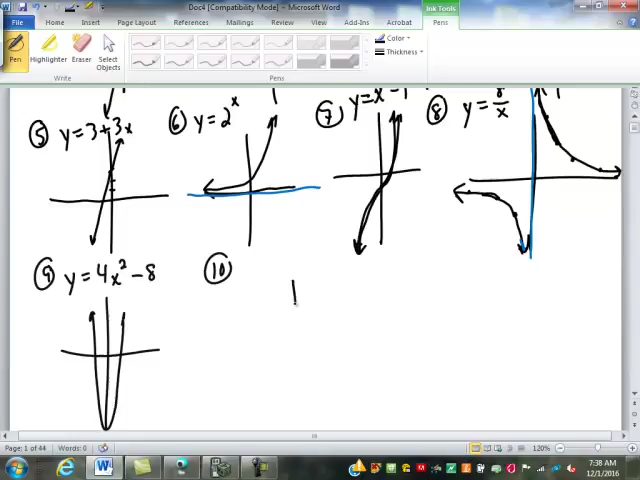 Doc4 [Compatibility Mode] - Microsoft Word
Ink Tools
File Home Insert Page Layout References Mailings Review View Add-Ins Acrobat Pens
Pen Highlighter Eraser Select Objects
Color
Thickness
Write Pens
⑤ y=3+3x
⑥ y=2^x
⑦
⑧ y=8/x
⑨ y=4x²-8
⑩
Page: 1 of 44 Words: 0 120%
7:38 AM
12/1/2016